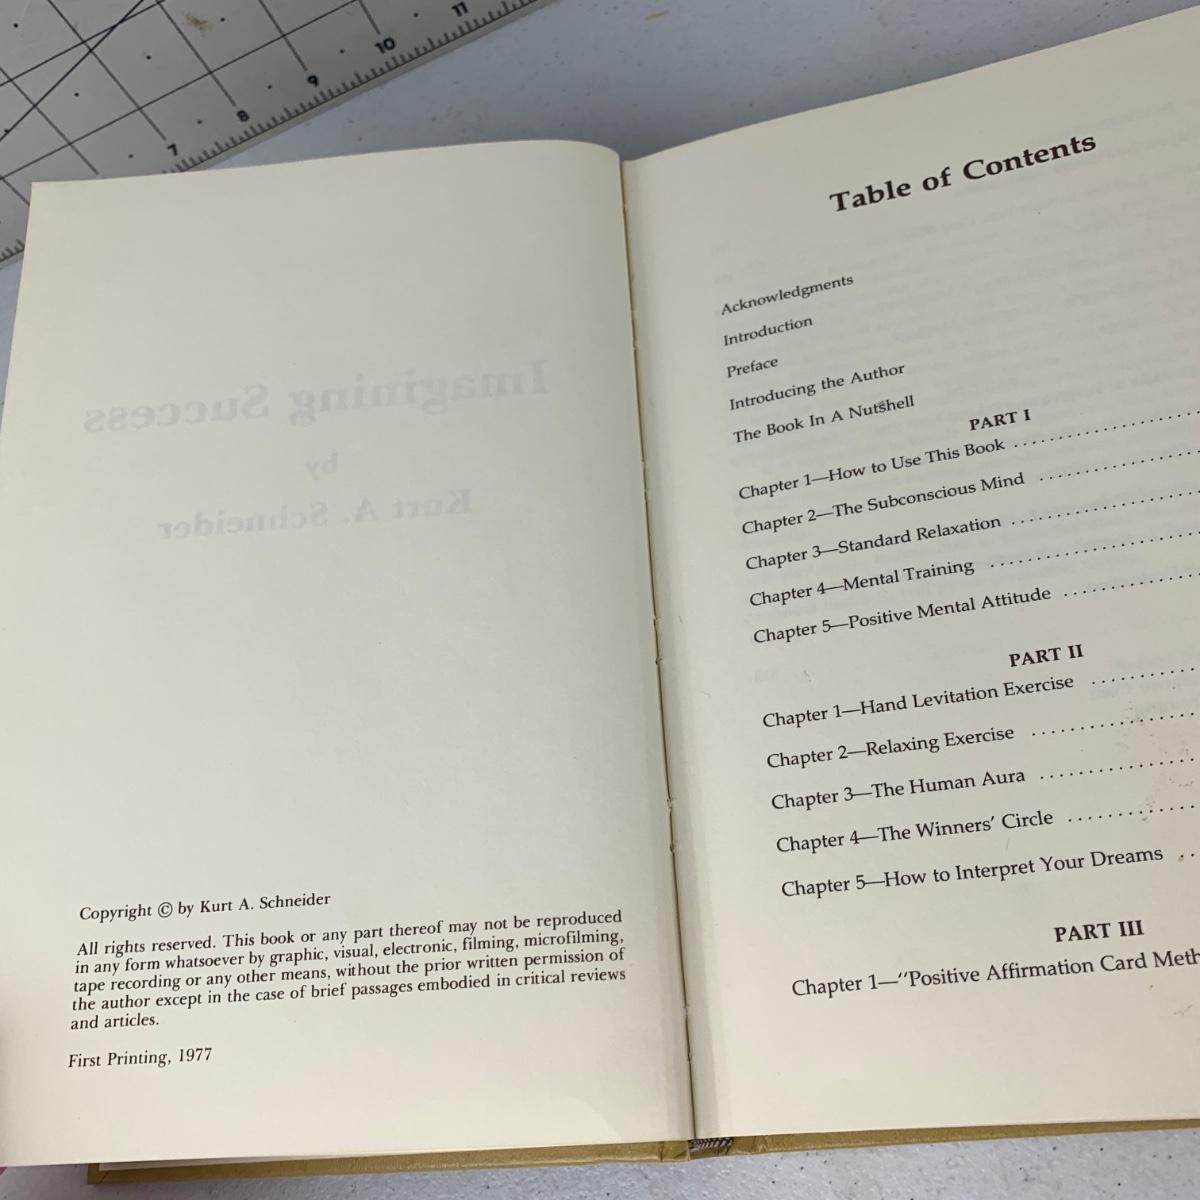 7 8 9 10 11
Imagining Success
by
Kurt A. Schneider
Copyright © by Kurt A. Schneider
All rights reserved. This book or any part thereof may not be reproduced
in any form whatsoever by graphic, visual, electronic, filming, microfilming,
tape recording or any other means, without the prior written permission of
the author except in the case of brief passages embodied in critical reviews
and articles.
First Printing, 1977
Table of Contents
Acknowledgments
Introduction
Preface
Introducing the Author
The Book In A Nutshell
PART I
Chapter 1—How to Use This Book
Chapter 2—The Subconscious Mind
Chapter 3—Standard Relaxation
Chapter 4—Mental Training
Chapter 5—Positive Mental Attitude
PART II
Chapter 1—Hand Levitation Exercise
Chapter 2—Relaxing Exercise
Chapter 3—The Human Aura
Chapter 4—The Winners' Circle
Chapter 5—How to Interpret Your Dreams
PART III
Chapter 1—"Positive Affirmation Card Meth